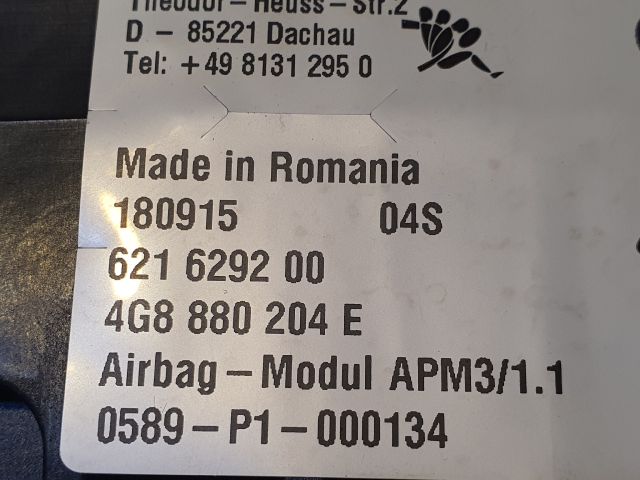 Theodor-Heuss-Str.2
D - 85221 Dachau
Tel: +49 8131 295 0
Made in Romania
180915 04S
621 6292 00
4G8 880 204 E
Airbag-Modul APM3/1.1
0589-P1-000134